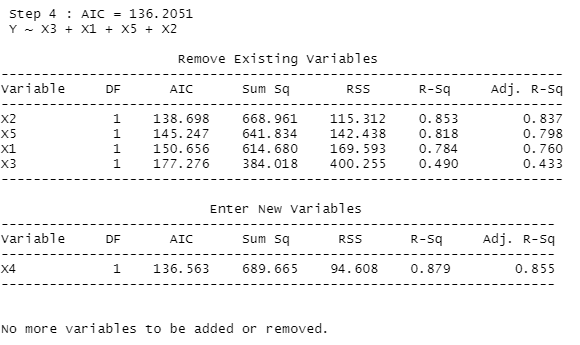 Step 4 : AIC = 136.2051
Y ~ X3 + X1 + X5 + X2
Remove Existing Variables
--------------------------------------------------------------------------
Variable DF AIC Sum Sq RSS R-Sq Adj. R-Sq
--------------------------------------------------------------------------
X2 1 138.698 668.961 115.312 0.853 0.837
X5 1 145.247 641.834 142.438 0.818 0.798
X1 1 150.656 614.680 169.593 0.784 0.760
X3 1 177.276 384.018 400.255 0.490 0.433
--------------------------------------------------------------------------
Enter New Variables
-------------------------------------------------------------------------
Variable DF AIC Sum Sq RSS R-Sq Adj. R-Sq
-------------------------------------------------------------------------
X4 1 136.563 689.665 94.608 0.879 0.855
-------------------------------------------------------------------------
No more variables to be added or removed.